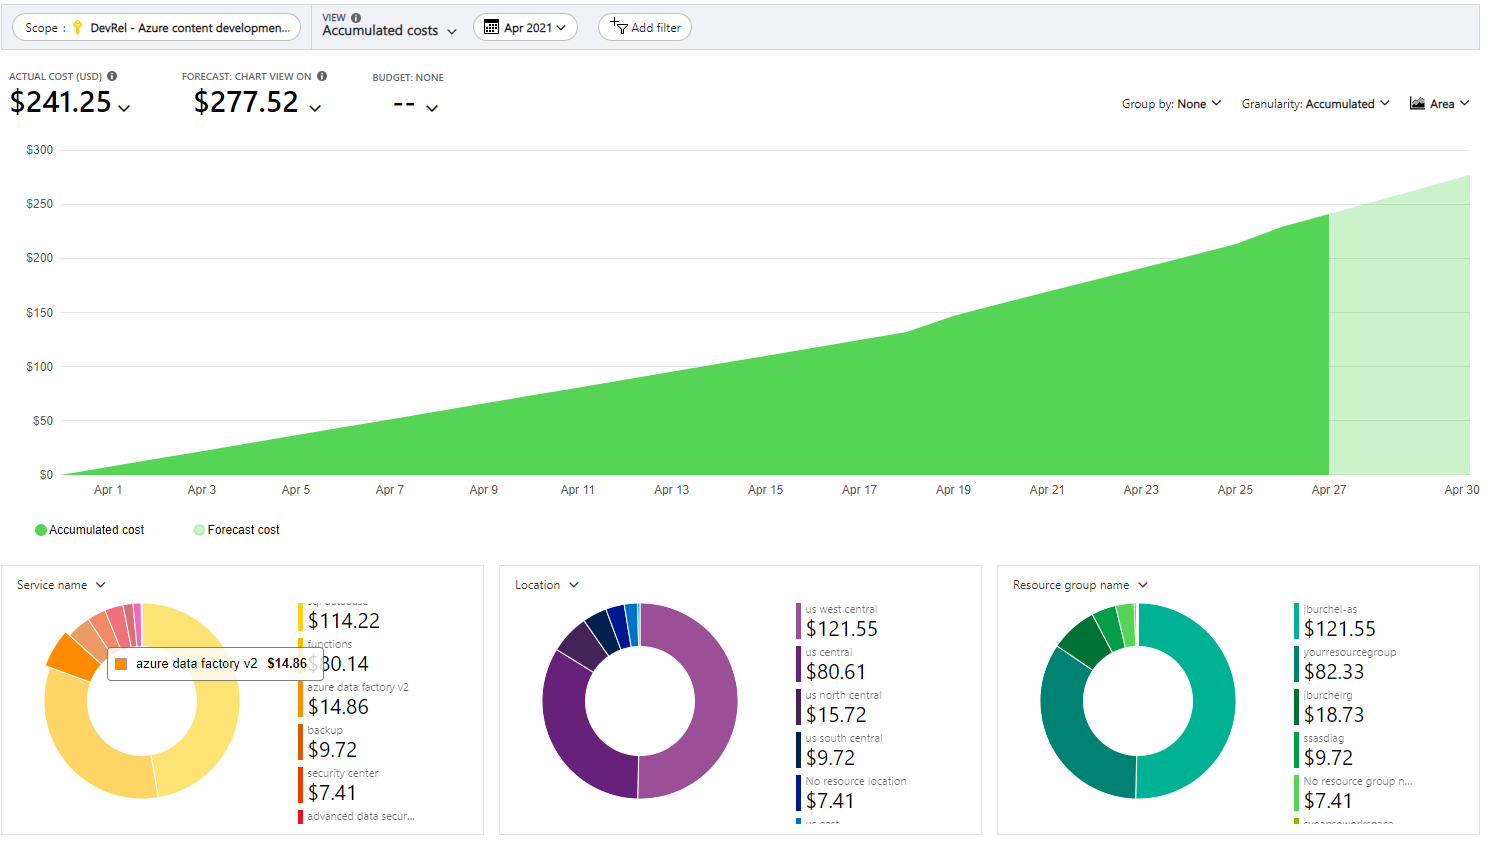 Scope : DevRel - Azure content developmen...
VIEW
Accumulated costs
Apr 2021
Add filter
ACTUAL COST (USD)
$241.25
FORECAST: CHART VIEW ON
$277.52
BUDGET: NONE
--
Group by: None
Granularity: Accumulated
Area
$300
$250
$200
$150
$100
$50
$0
Apr 1 Apr 3 Apr 5 Apr 7 Apr 9 Apr 11 Apr 13 Apr 15 Apr 17 Apr 19 Apr 21 Apr 23 Apr 25 Apr 27 Apr 30
Accumulated cost Forecast cost
Service name
azure data factory v2 $14.86
sql database
$114.22
functions
$80.14
azure data factory v2
$14.86
backup
$9.72
security center
$7.41
advanced data secur...
Location
us west central
$121.55
us central
$80.61
us north central
$15.72
us south central
$9.72
No resource location
$7.41
us east
Resource group name
jburchel-as
$121.55
yourresourcegroup
$82.33
jburchelrg
$18.73
ssasdiag
$9.72
No resource group n...
$7.41
synapseworkspace